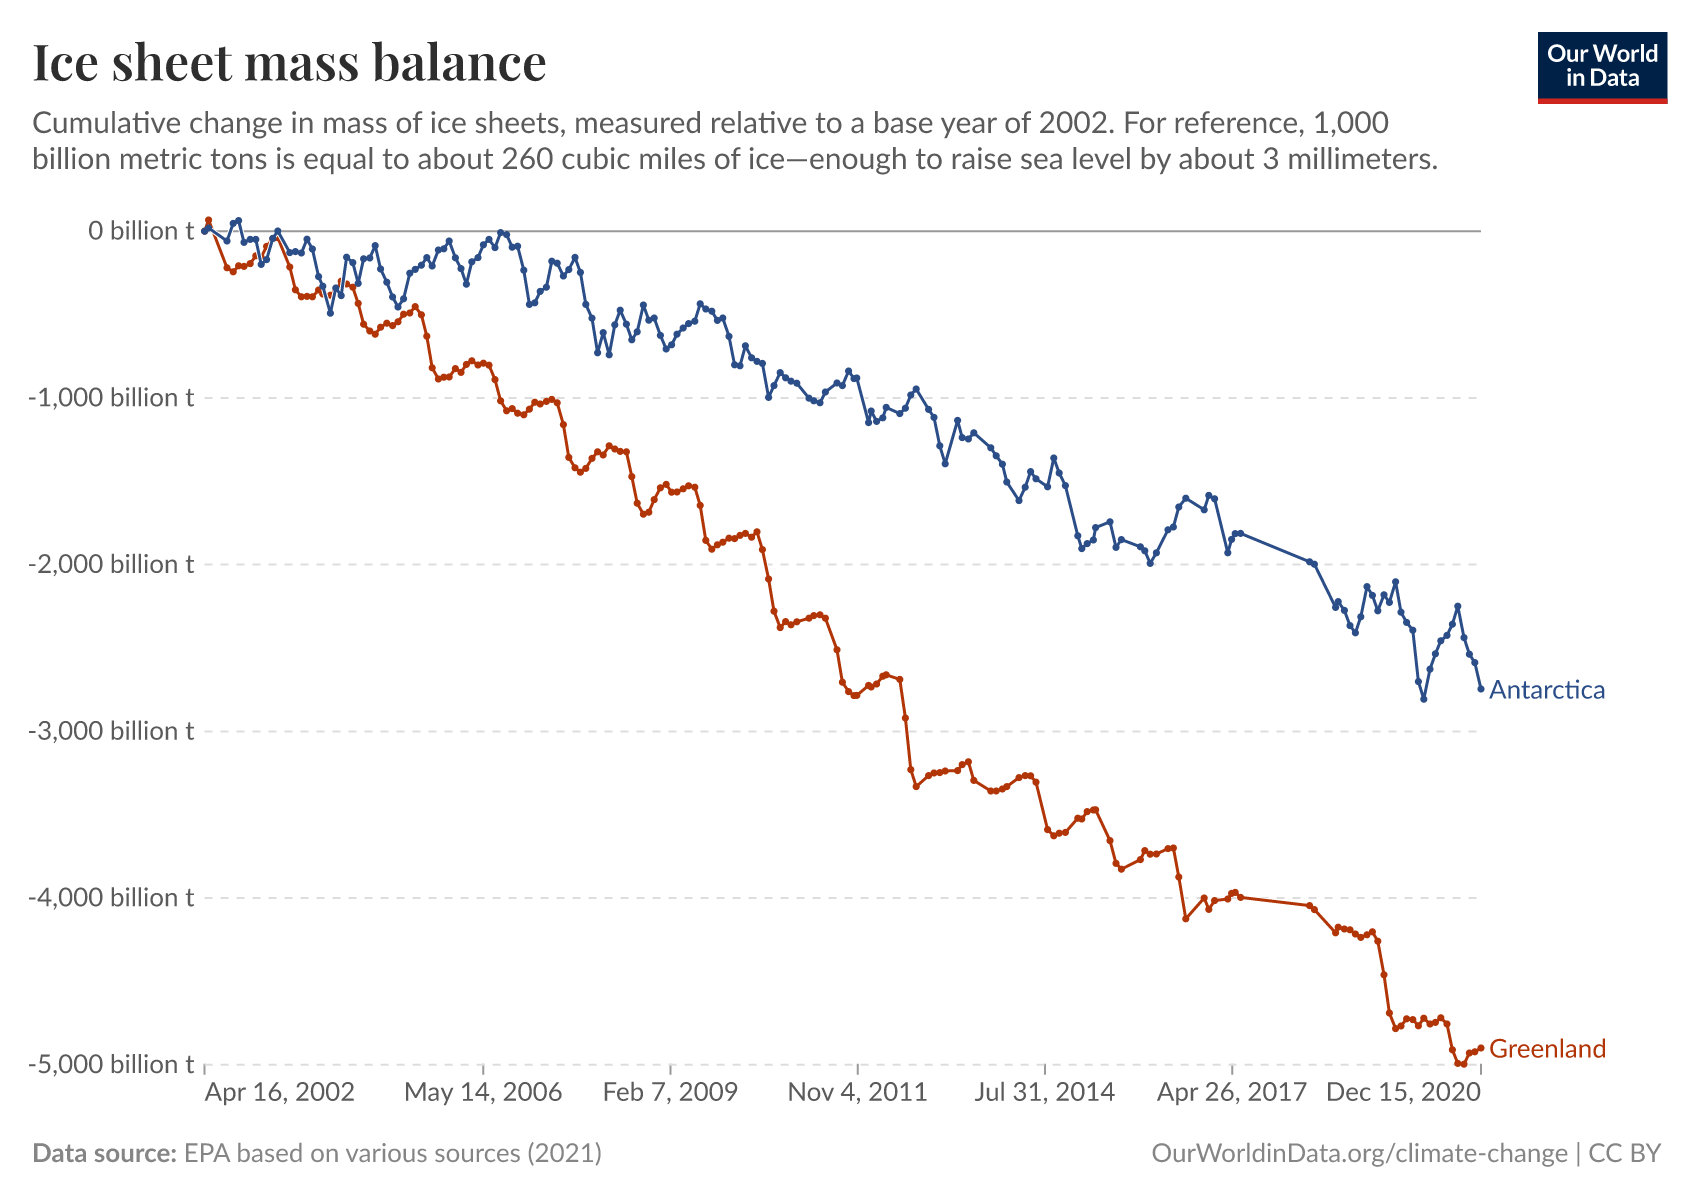 Ice sheet mass balance
Our World
in Data
Cumulative change in mass of ice sheets, measured relative to a base year of 2002. For reference, 1,000
billion metric tons is equal to about 260 cubic miles of ice—enough to raise sea level by about 3 millimeters.
0 billion t
-1,000 billion t
-2,000 billion t
-3,000 billion t
-4,000 billion t
-5,000 billion t
Antarctica
Greenland
Apr 16, 2002
May 14, 2006
Feb 7, 2009
Nov 4, 2011
Jul 31, 2014
Apr 26, 2017
Dec 15, 2020
Data source: EPA based on various sources (2021)
OurWorldinData.org/climate-change | CC BY